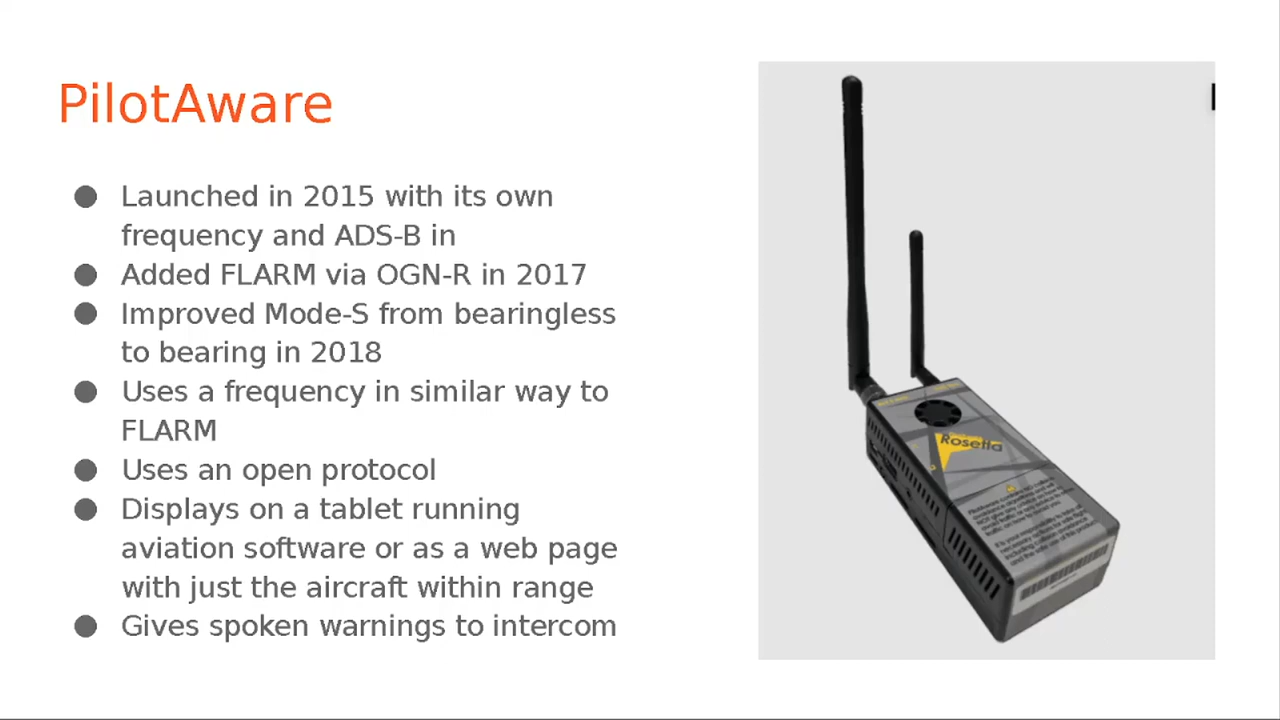 PilotAware
● Launched in 2015 with its own
frequency and ADS-B in
● Added FLARM via OGN-R in 2017
● Improved Mode-S from bearingless
to bearing in 2018
● Uses a frequency in similar way to
FLARM
● Uses an open protocol
● Displays on a tablet running
aviation software or as a web page
with just the aircraft within range
● Gives spoken warnings to intercom
Rosetta